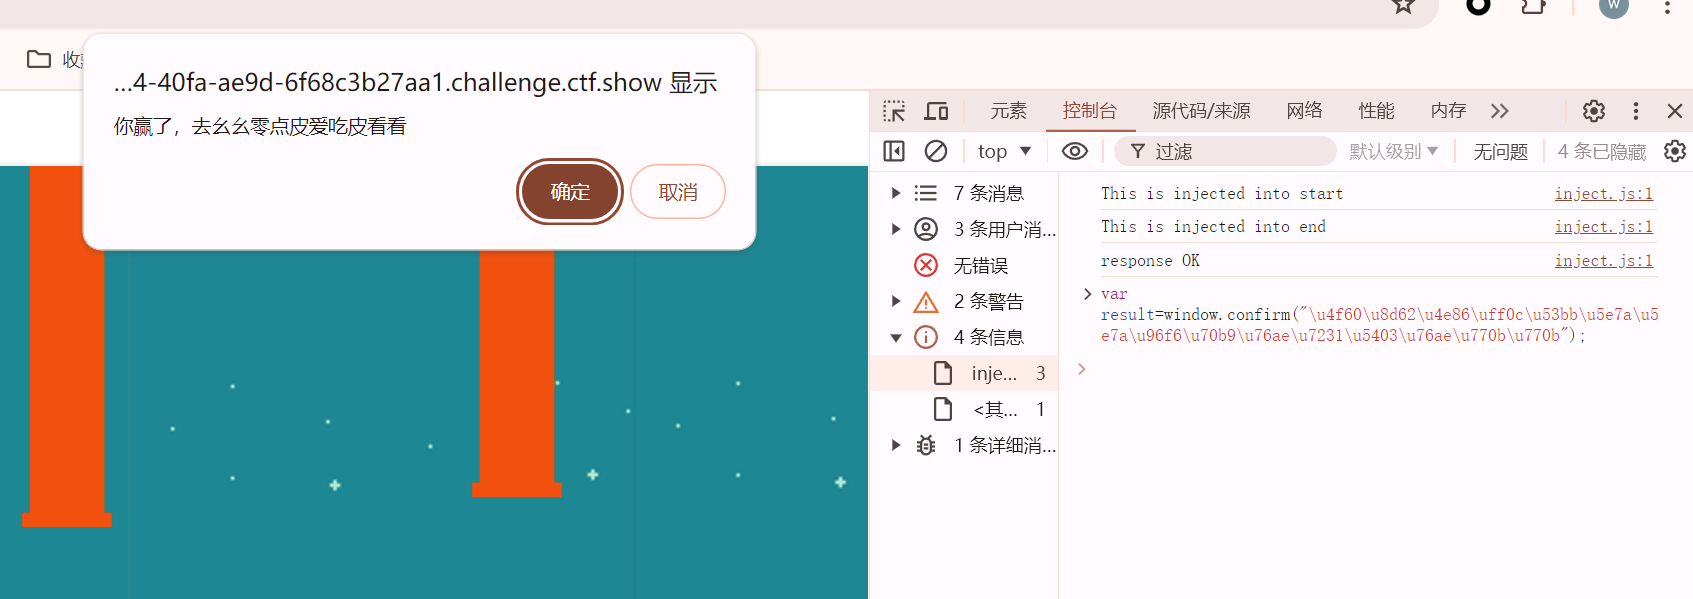 W
收
...4-40fa-ae9d-6f68c3b27aa1.challenge.ctf.show 显示
你赢了，去幺幺零点皮爱吃皮看看
确定
取消
元素
控制台
源代码/来源
网络
性能
内存
top
过滤
默认级别
无问题
4 条已隐藏
7 条消息
3 条用户消...
无错误
2 条警告
4 条信息
inje... 3
<其... 1
1 条详细消...
This is injected into start inject.js:1
This is injected into end inject.js:1
response OK inject.js:1
var
result=window.confirm("\u4f60\u8d62\u4e86\uff0c\u53bb\u5e7a\u5
e7a\u96f6\u70b9\u76ae\u7231\u5403\u76ae\u770b\u770b");